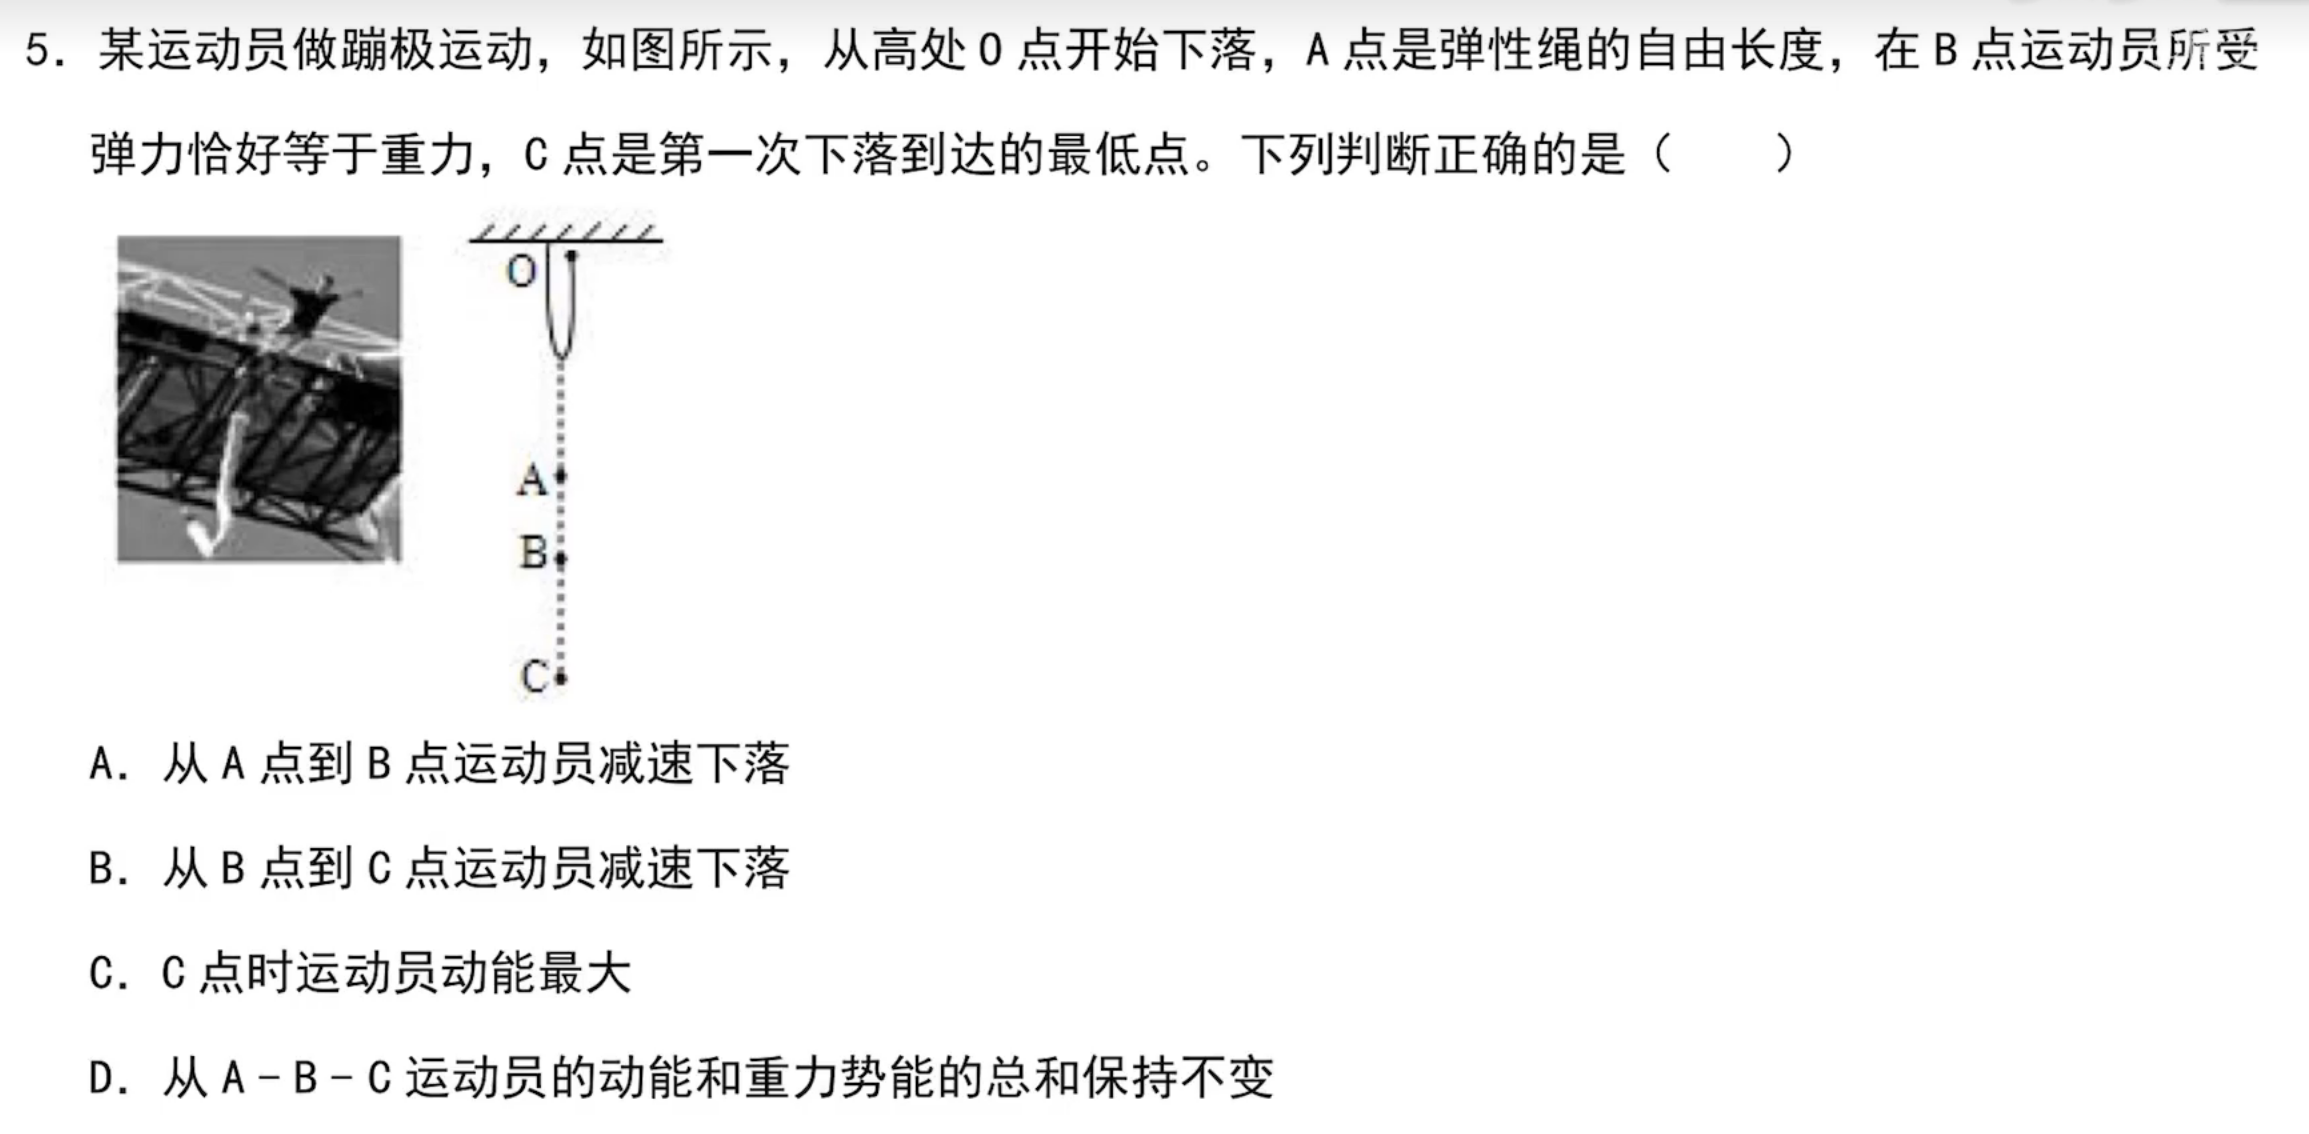 5. 某运动员做蹦极运动，如图所示，从高处 O 点开始下落，A 点是弹性绳的自由长度，在 B 点运动员所受
弹力恰好等于重力，C 点是第一次下落到达的最低点。下列判断正确的是（　　）
O
A
B
C
A. 从 A 点到 B 点运动员减速下落
B. 从 B 点到 C 点运动员减速下落
C. C 点时运动员动能最大
D. 从 A－B－C 运动员的动能和重力势能的总和保持不变